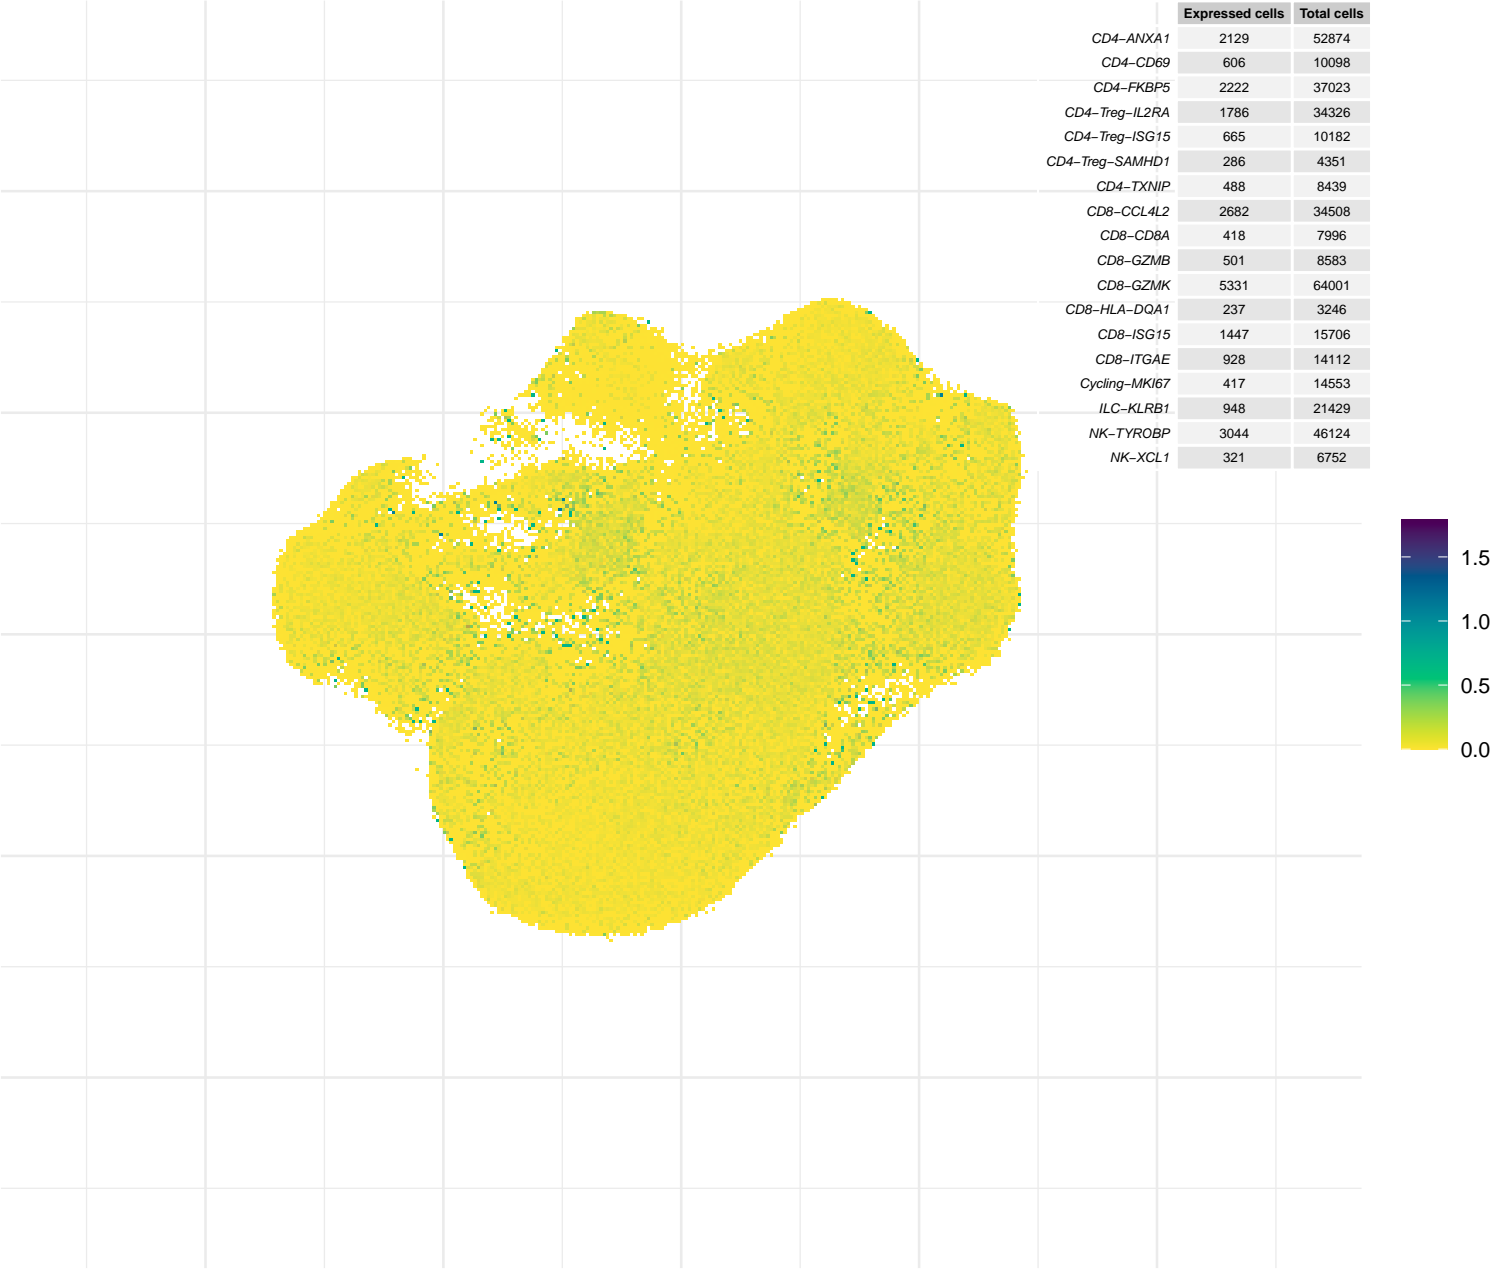 Expressed cells Total cells
CD4−ANXA1 2129 52874
CD4−CD69 606 10098
CD4−FKBP5 2222 37023
CD4−Treg−IL2RA 1786 34326
CD4−Treg−ISG15 665 10182
CD4−Treg−SAMHD1 286 4351
CD4−TXNIP 488 8439
CD8−CCL4L2 2682 34508
CD8−CD8A 418 7996
CD8−GZMB 501 8583
CD8−GZMK 5331 64001
CD8−HLA−DQA1 237 3246
CD8−ISG15 1447 15706
CD8−ITGAE 928 14112
Cycling−MKI67 417 14553
ILC−KLRB1 948 21429
NK−TYROBP 3044 46124
NK−XCL1 321 6752
1.5
1.0
0.5
0.0